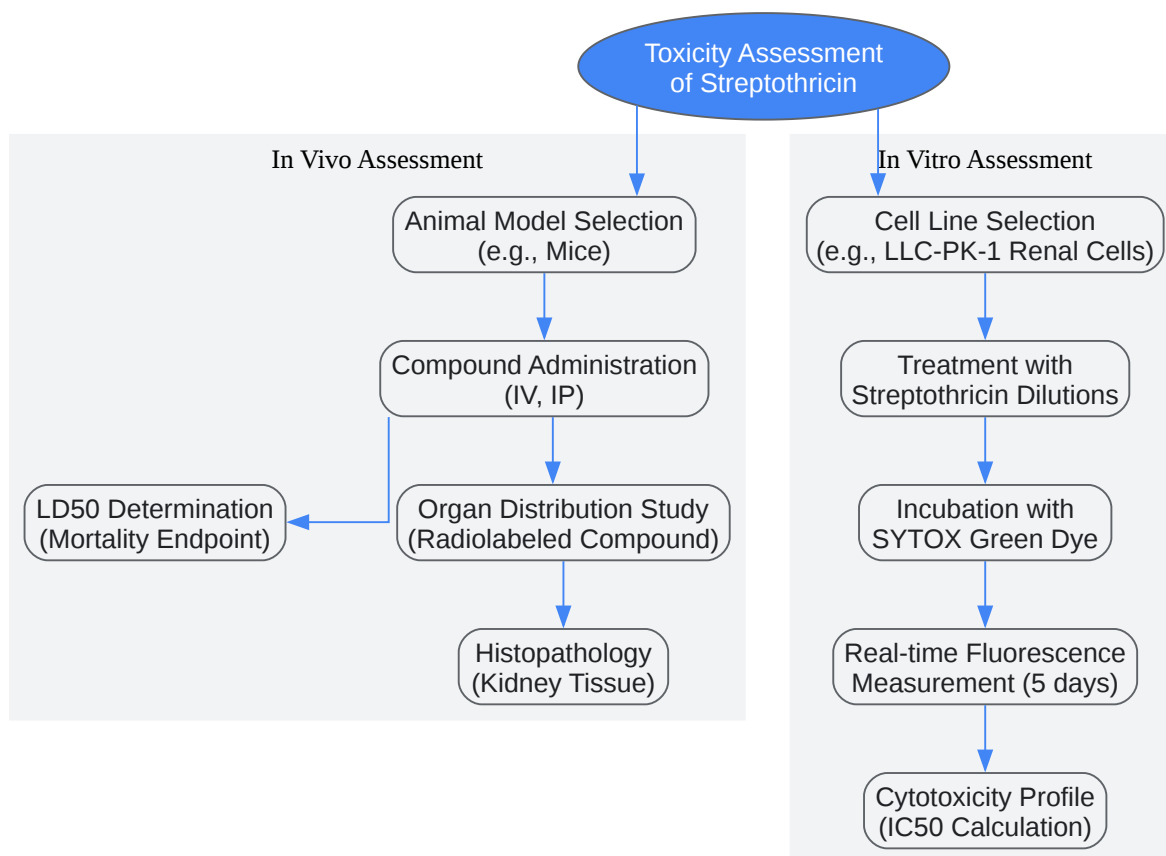 Toxicity Assessment
of Streptothricin
In Vivo Assessment
Animal Model Selection
(e.g., Mice)
Compound Administration
(IV, IP)
LD50 Determination
(Mortality Endpoint)
Organ Distribution Study
(Radiolabeled Compound)
Histopathology
(Kidney Tissue)
In Vitro Assessment
Cell Line Selection
(e.g., LLC-PK-1 Renal Cells)
Treatment with
Streptothricin Dilutions
Incubation with
SYTOX Green Dye
Real-time Fluorescence
Measurement (5 days)
Cytotoxicity Profile
(IC50 Calculation)